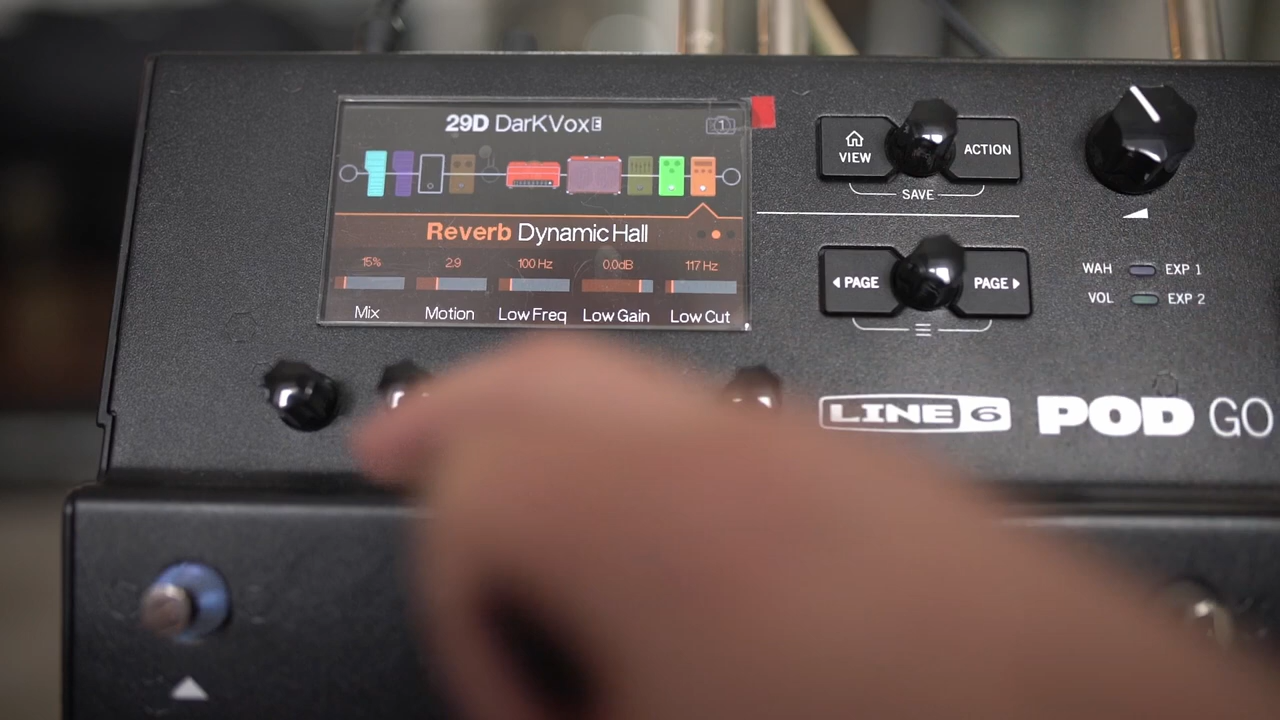 29D DarKVox E
1
Reverb Dynamic Hall
15% 2.9 100 Hz 0.0dB 117 Hz
Mix Motion Low Freq Low Gain Low Cut
VIEW ACTION
SAVE
PAGE PAGE
WAH EXP 1
VOL EXP 2
LINE 6 POD GO